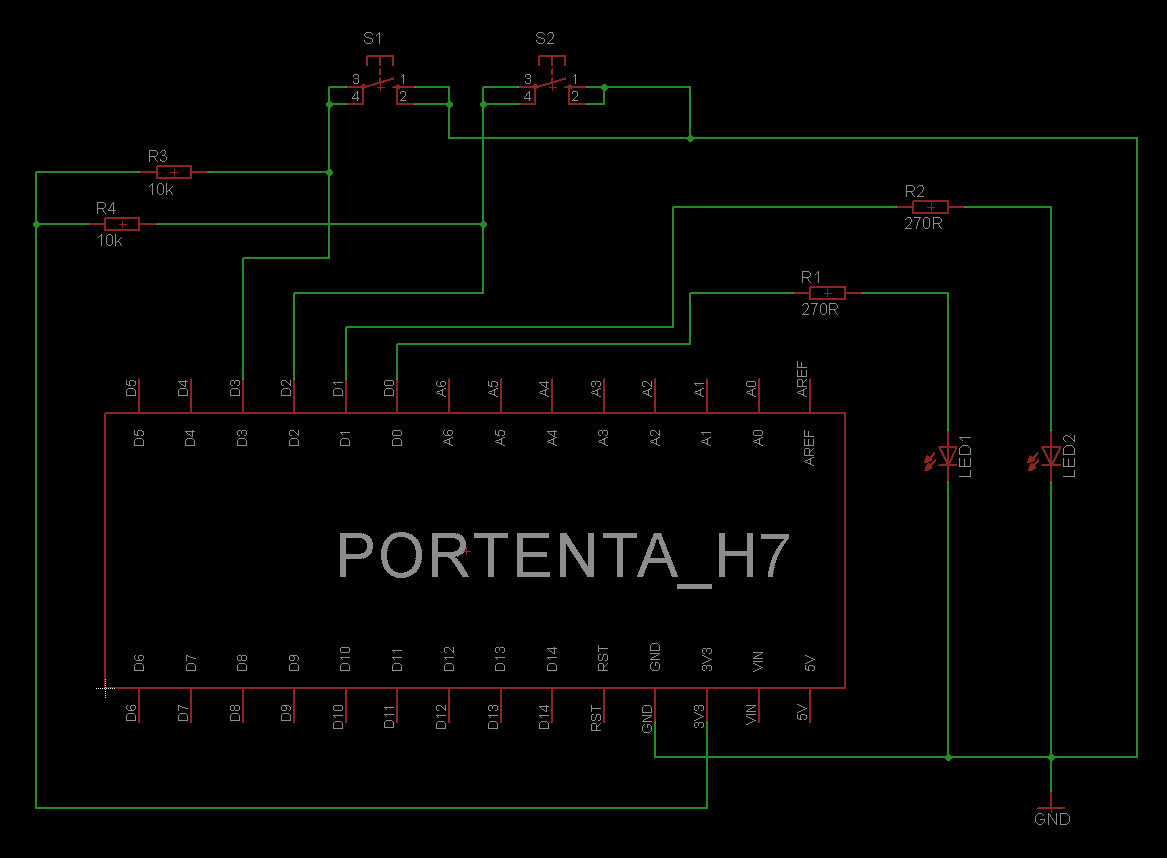 S1
S2
3
1
4
2
3
1
4
2
R3
10k
R4
10k
R2
270R
R1
270R
D5
D4
D3
D2
D1
D0
A6
A5
A4
A3
A2
A1
A0
AREF
D5
D4
D3
D2
D1
D0
A6
A5
A4
A3
A2
A1
A0
AREF
LED1
LED2
PORTENTA_H7
D6
D7
D8
D9
D10
D11
D12
D13
D14
RST
GND
3V3
VIN
5V
D6
D7
D8
D9
D10
D11
D12
D13
D14
RST
GND
3V3
VIN
5V
GND